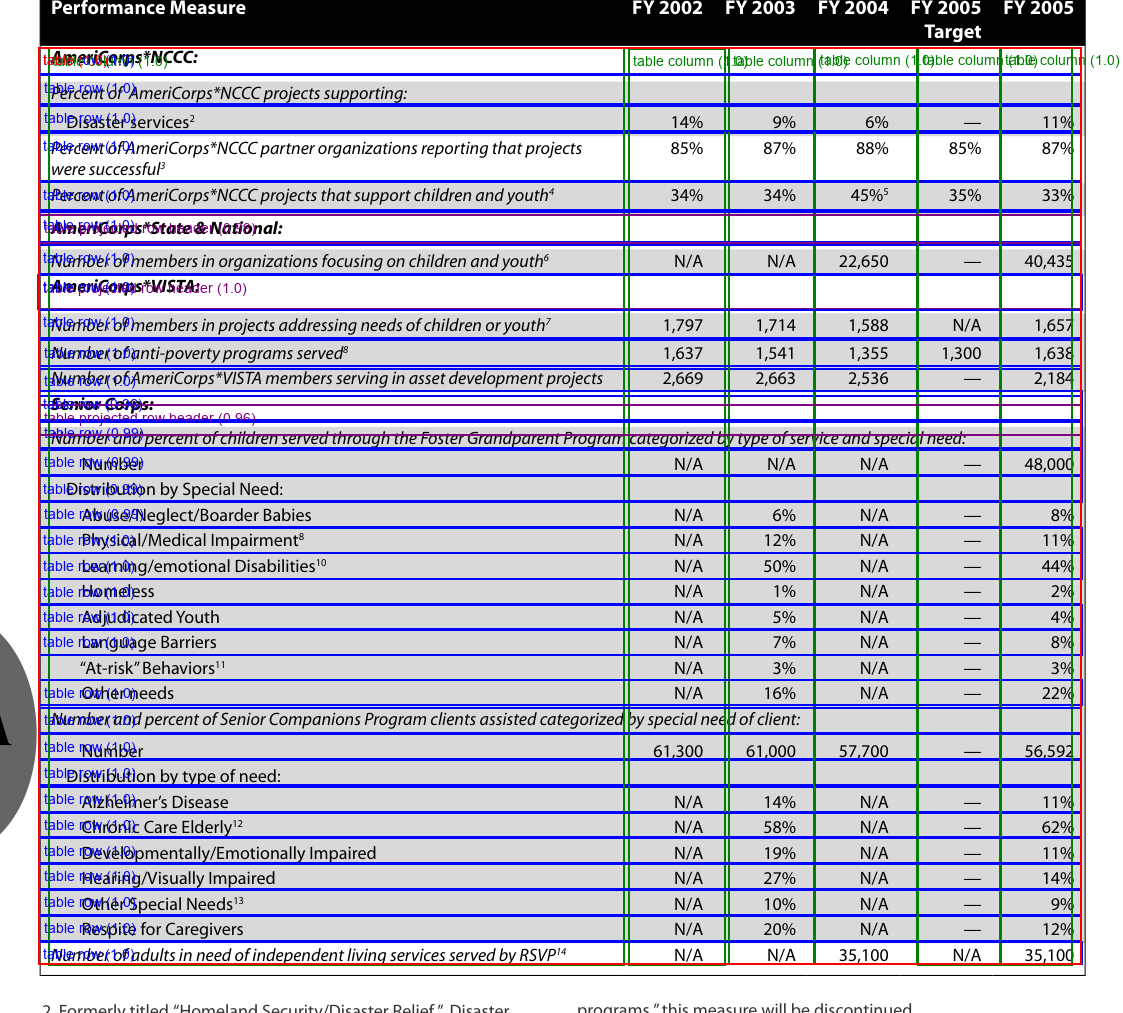 Performance Measure FY 2002 FY 2003 FY 2004 FY 2005 FY 2005
Target
AmeriCorps*NCCC:
Percent of AmeriCorps*NCCC projects supporting:
Disaster services2 14% 9% 6% — 11%
Percent of AmeriCorps*NCCC partner organizations reporting that projects 85% 87% 88% 85% 87%
were successful3
Percent of AmeriCorps*NCCC projects that support children and youth4 34% 34% 45%5 35% 33%
AmeriCorps*State & National:
Number of members in organizations focusing on children and youth6 N/A N/A 22,650 — 40,435
AmeriCorps*VISTA:
Number of members in projects addressing needs of children or youth7 1,797 1,714 1,588 N/A 1,657
Number of anti-poverty programs served8 1,637 1,541 1,355 1,300 1,638
Number of AmeriCorps*VISTA members serving in asset development projects 2,669 2,663 2,536 — 2,184
Senior Corps:
Number and percent of children served through the Foster Grandparent Program categorized by type of service and special need:
Number N/A N/A N/A — 48,000
Distribution by Special Need:
Abuse/Neglect/Boarder Babies N/A 6% N/A — 8%
Physical/Medical Impairment8 N/A 12% N/A — 11%
Learning/emotional Disabilities10 N/A 50% N/A — 44%
Homeless N/A 1% N/A — 2%
Adjudicated Youth N/A 5% N/A — 4%
Language Barriers N/A 7% N/A — 8%
“At-risk” Behaviors11 N/A 3% N/A — 3%
Other needs N/A 16% N/A — 22%
Number and percent of Senior Companions Program clients assisted categorized by special need of client:
Number 61,300 61,000 57,700 — 56,592
Distribution by type of need:
Alzheimer’s Disease N/A 14% N/A — 11%
Chronic Care Elderly12 N/A 58% N/A — 62%
Developmentally/Emotionally Impaired N/A 19% N/A — 11%
Hearing/Visually Impaired N/A 27% N/A — 14%
Other Special Needs13 N/A 10% N/A — 9%
Respite for Caregivers N/A 20% N/A — 12%
Number of adults in need of independent living services served by RSVP14 N/A N/A 35,100 N/A 35,100
2 Formerly titled “Homeland Security/Disaster Relief.” Disaster
programs,” this measure will be discontinued